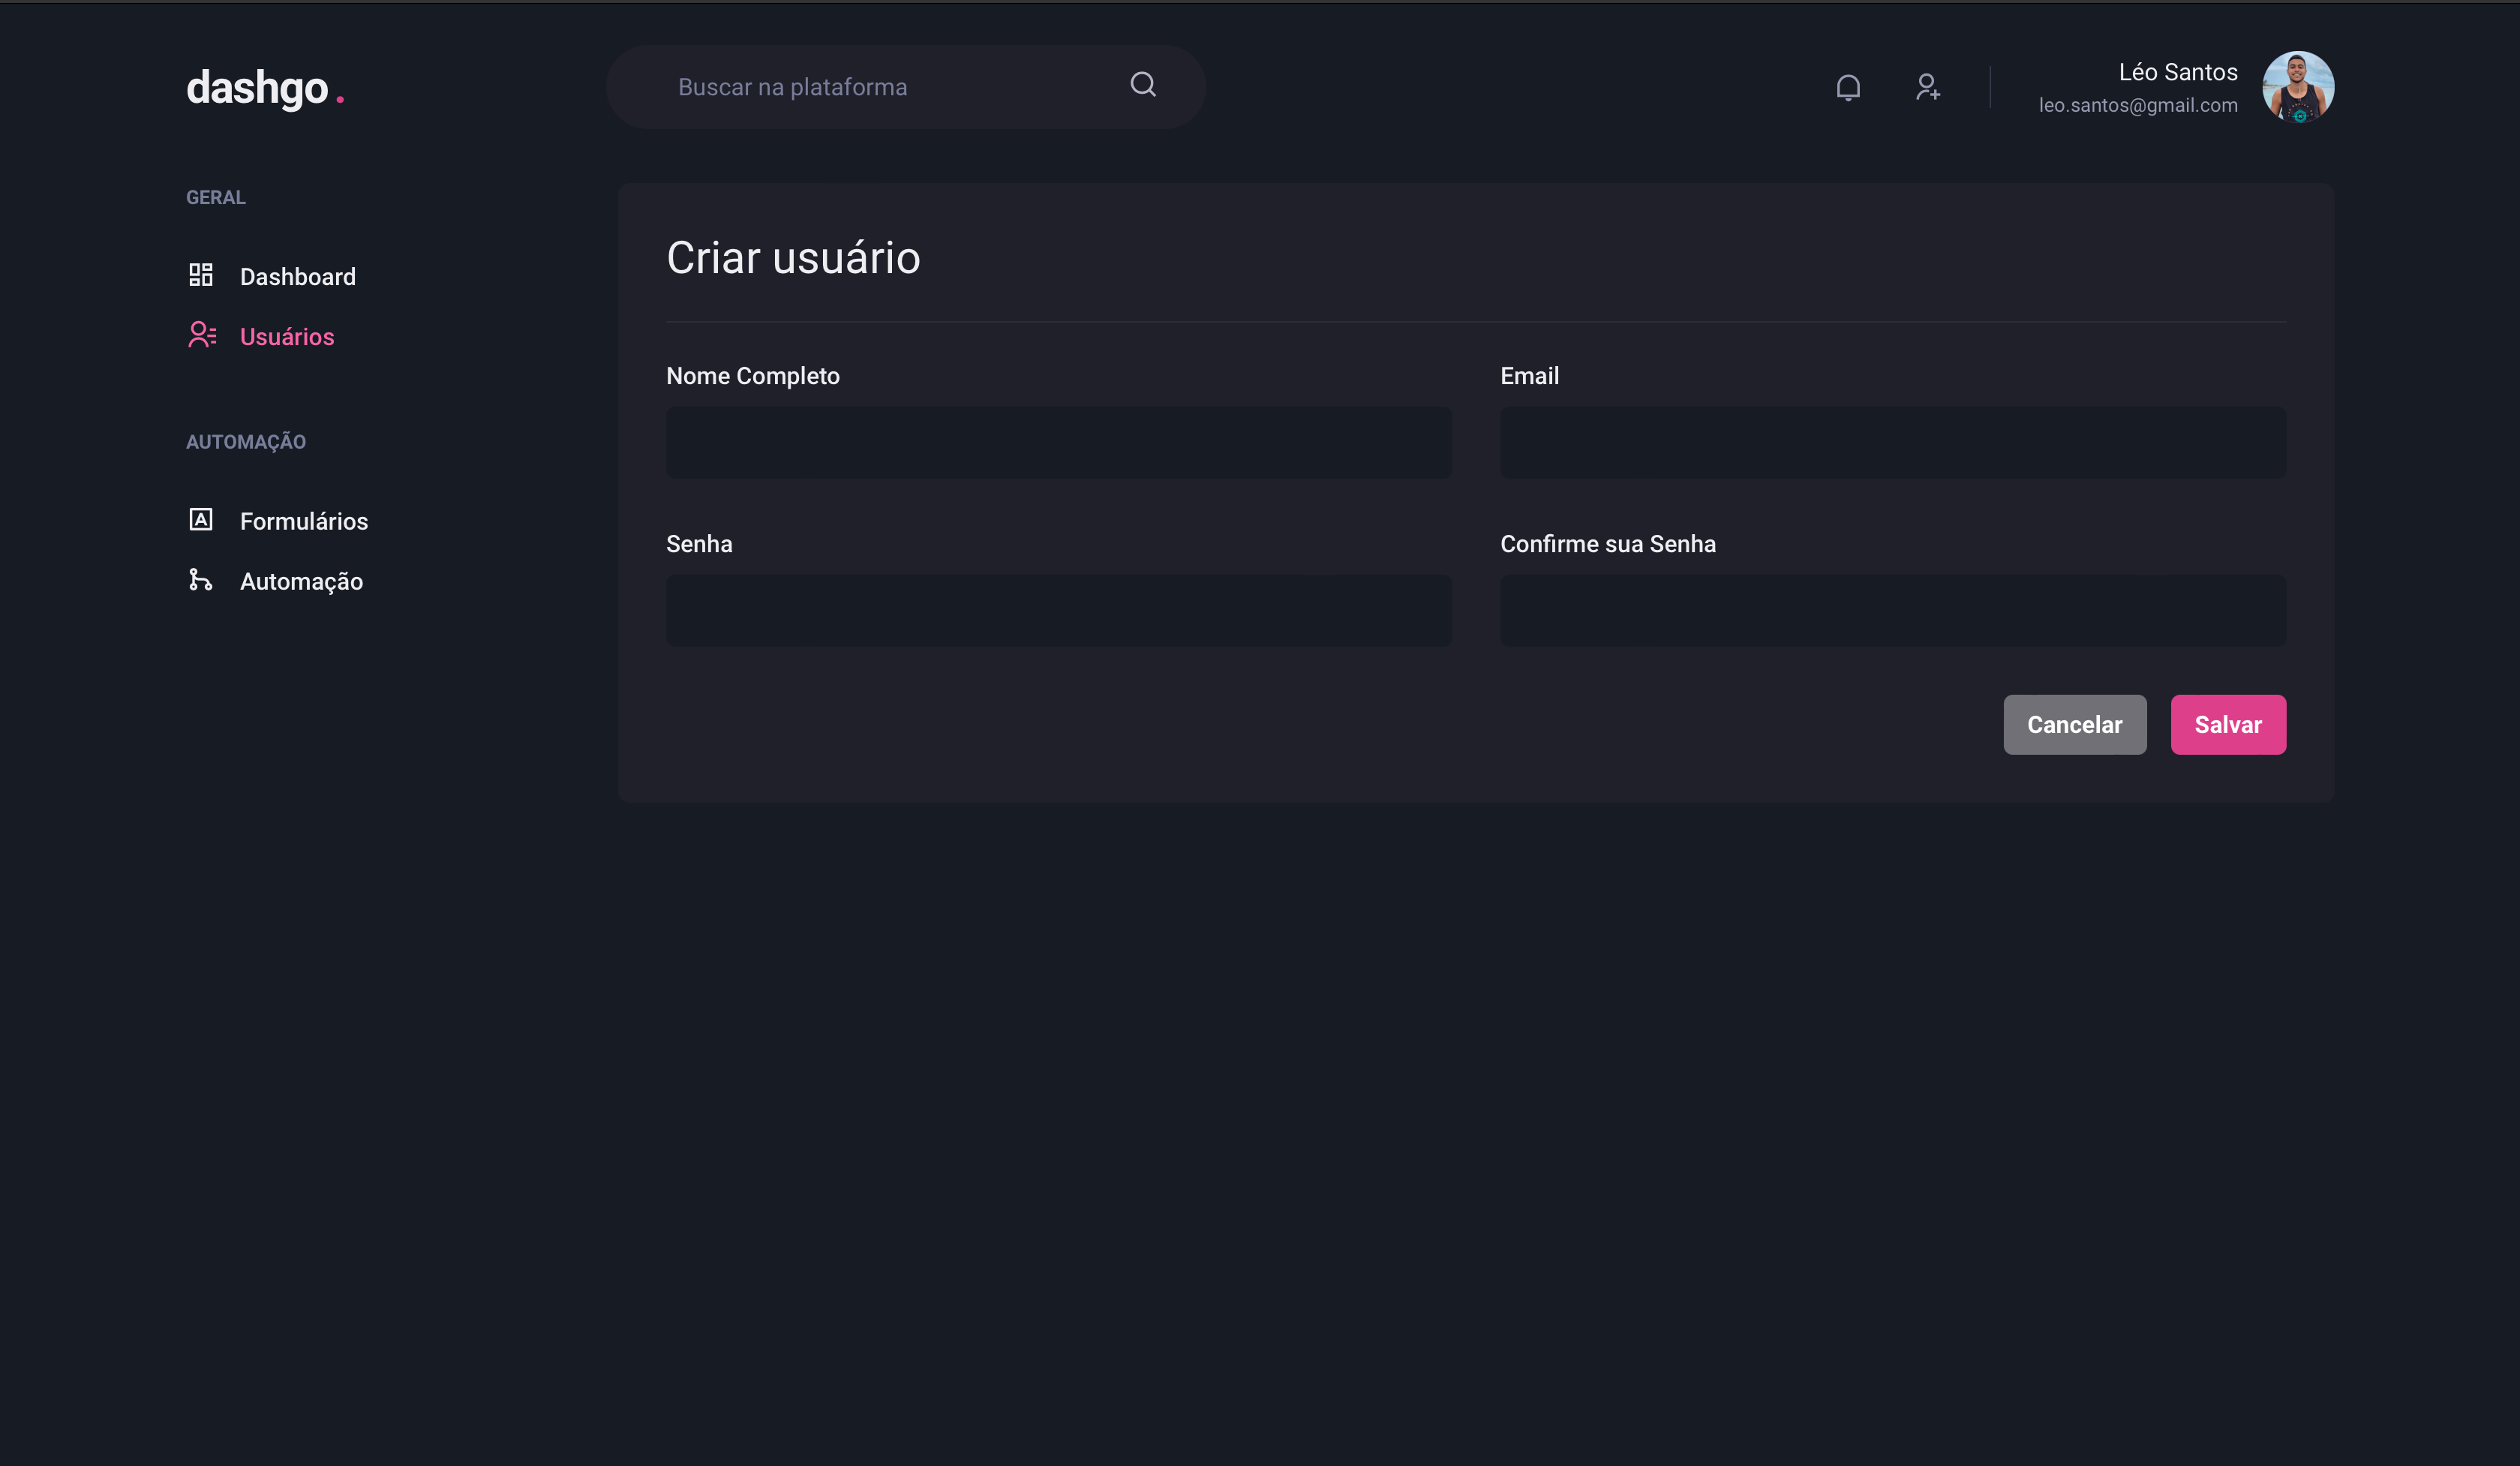 dashgo.
Buscar na plataforma
Léo Santos
leo.santos@gmail.com
GERAL
Dashboard
Usuários
AUTOMAÇÃO
Formulários
Automação
Criar usuário
Nome Completo
Email
Senha
Confirme sua Senha
Cancelar
Salvar